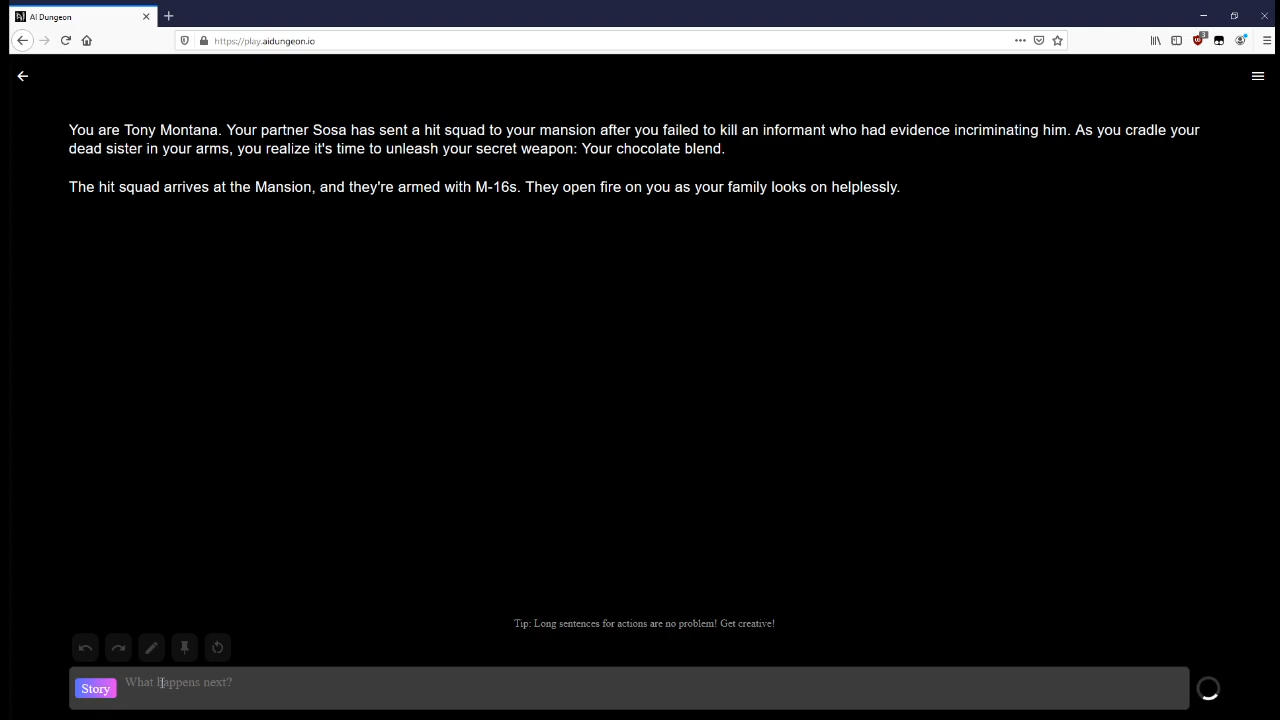 AI Dungeon
https://play.aidungeon.io
3
You are Tony Montana. Your partner Sosa has sent a hit squad to your mansion after you failed to kill an informant who had evidence incriminating him. As you cradle your
dead sister in your arms, you realize it's time to unleash your secret weapon: Your chocolate blend.
The hit squad arrives at the Mansion, and they're armed with M-16s. They open fire on you as your family looks on helplessly.
Tip: Long sentences for actions are no problem! Get creative!
Story What happens next?